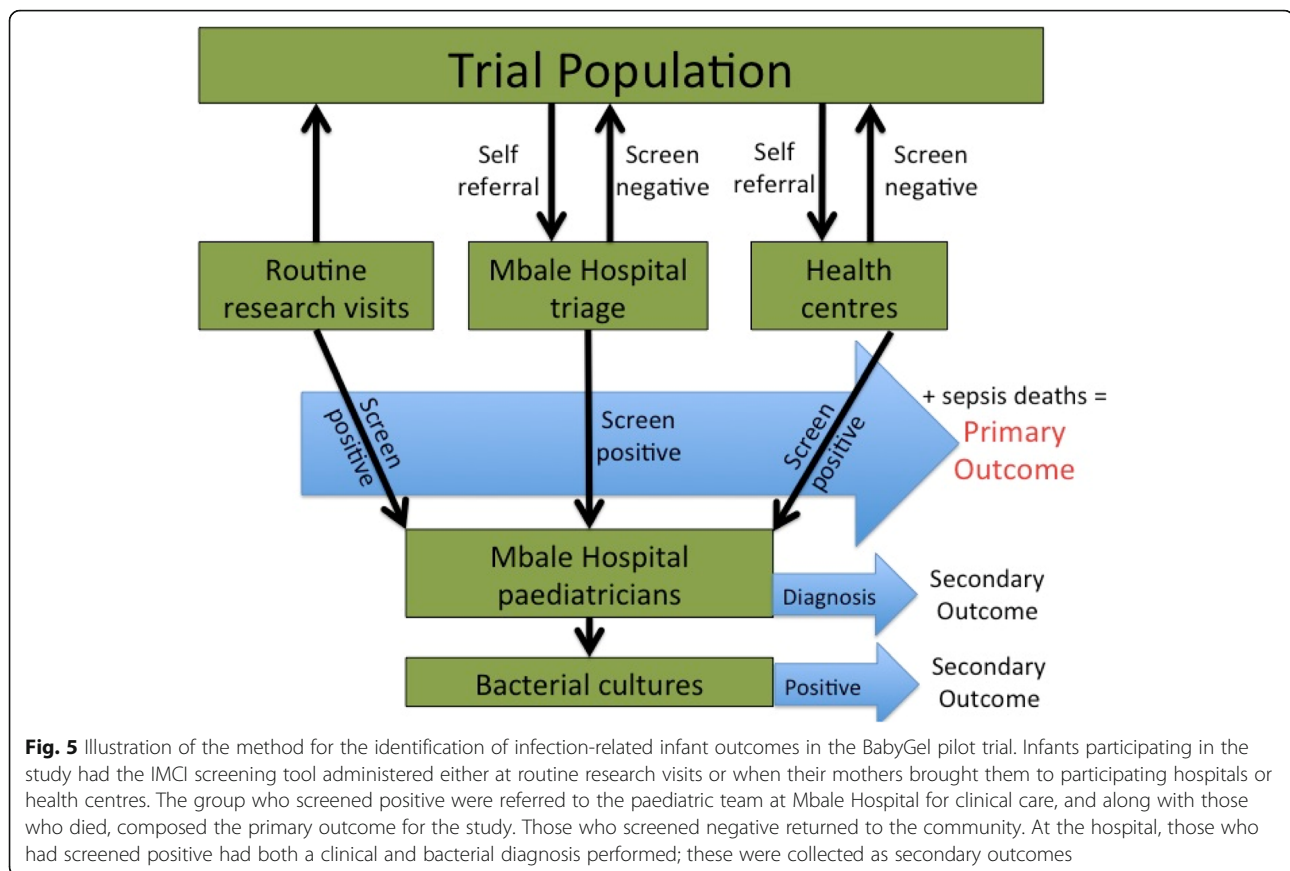 Trial Population
Self
referral
Screen
negative
Self
referral
Screen
negative
Routine
research visits
Mbale Hospital
triage
Health
centres
Screen
positive
Screen
positive
Screen
positive
+ sepsis deaths =
Primary
Outcome
Mbale Hospital
paediatricians
Diagnosis
Secondary
Outcome
Bacterial cultures
Positive
Secondary
Outcome
Fig. 5 Illustration of the method for the identification of infection-related infant outcomes in the BabyGel pilot trial. Infants participating in the
study had the IMCI screening tool administered either at routine research visits or when their mothers brought them to participating hospitals or
health centres. The group who screened positive were referred to the paediatric team at Mbale Hospital for clinical care, and along with those
who died, composed the primary outcome for the study. Those who screened negative returned to the community. At the hospital, those who
had screened positive had both a clinical and bacterial diagnosis performed; these were collected as secondary outcomes